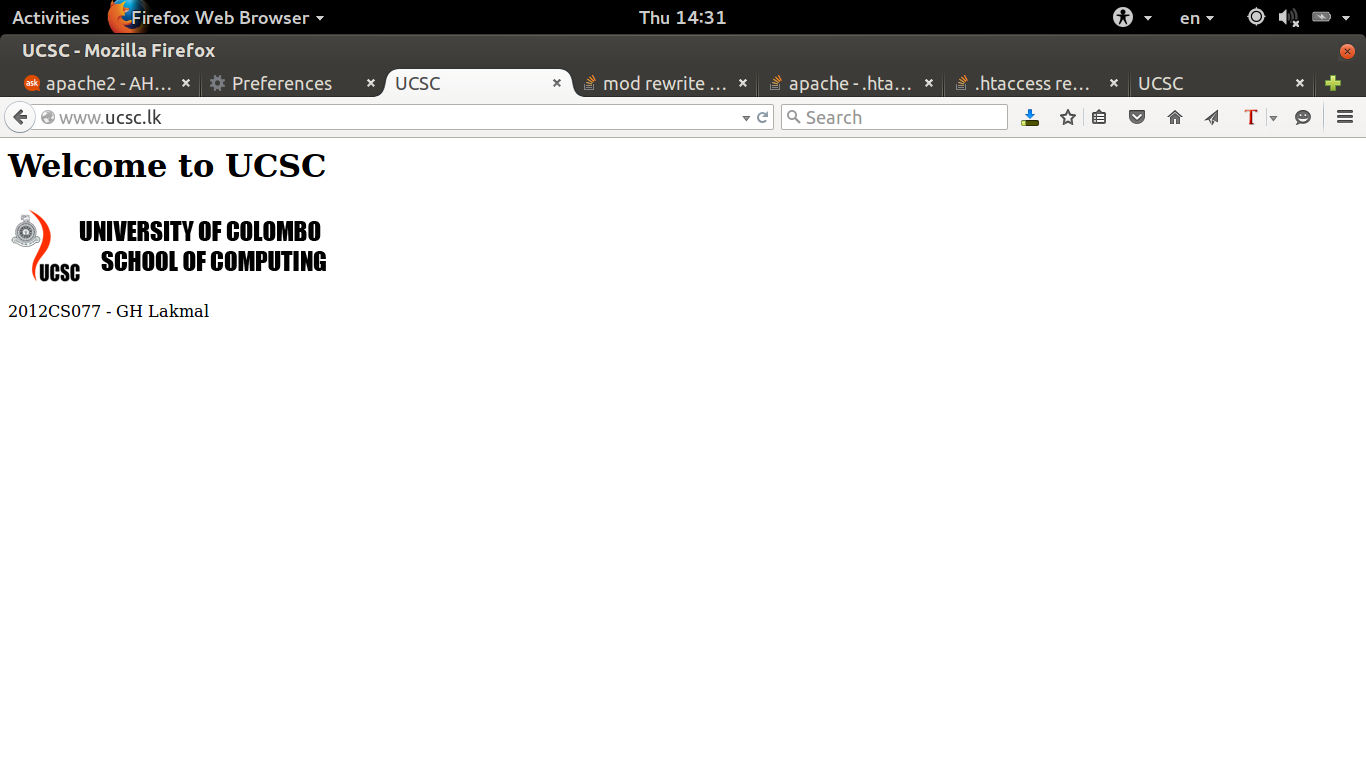 Activities Firefox Web Browser Thu 14:31 en
UCSC - Mozilla Firefox
ask apache2 - AH... Preferences UCSC mod rewrite ... apache - .hta... .htaccess re... UCSC
www.ucsc.lk Search T
Welcome to UCSC
UNIVERSITY OF COLOMBO
SCHOOL OF COMPUTING
UCSC
2012CS077 - GH Lakmal